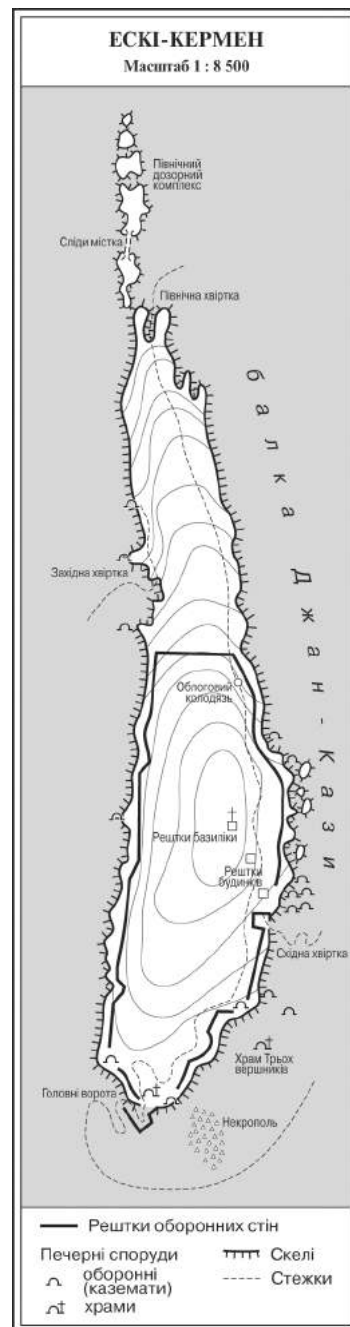 ЕСКІ-КЕРМЕН
Масштаб 1 : 8 500
Північний
дозорний
комплекс
Сліди містка
Північна хвіртка
балка Джан-Кази
Західна хвіртка
Облоговий
колодязь
Рештки базиліки
Рештки
будинків
Східна хвіртка
Храм Трьох
вершників
Головні ворота
Некрополь
Рештки оборонних стін
Печерні споруди
Скелі
оборонні
(каземати)
Стежки
храми